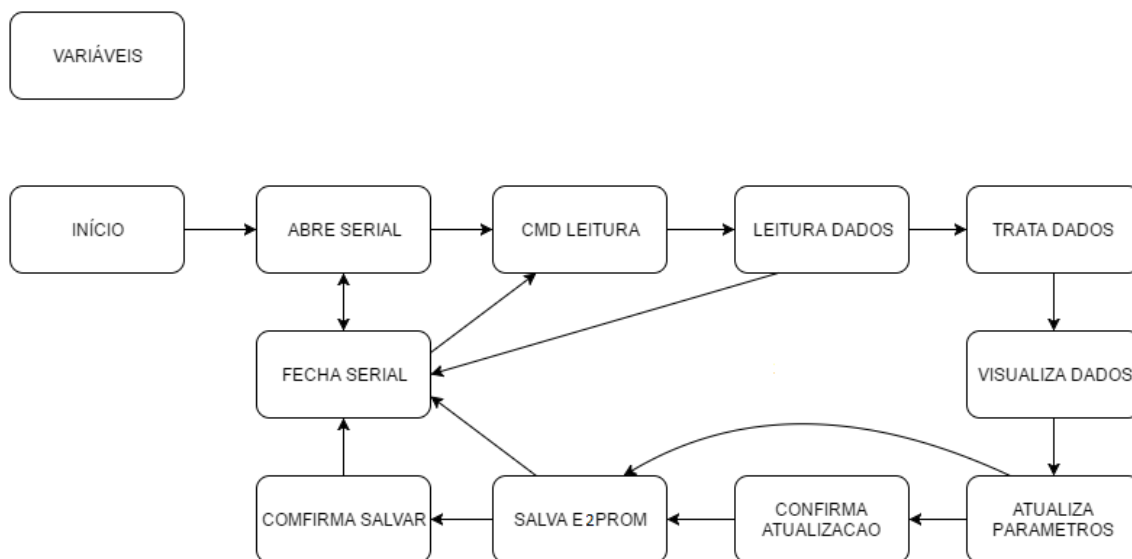 VARIÁVEIS
INÍCIO
ABRE SERIAL
CMD LEITURA
LEITURA DADOS
TRATA DADOS
FECHA SERIAL
VISUALIZA DADOS
COMFIRMA SALVAR
SALVA E2PROM
CONFIRMA
ATUALIZACAO
ATUALIZA
PARAMETROS